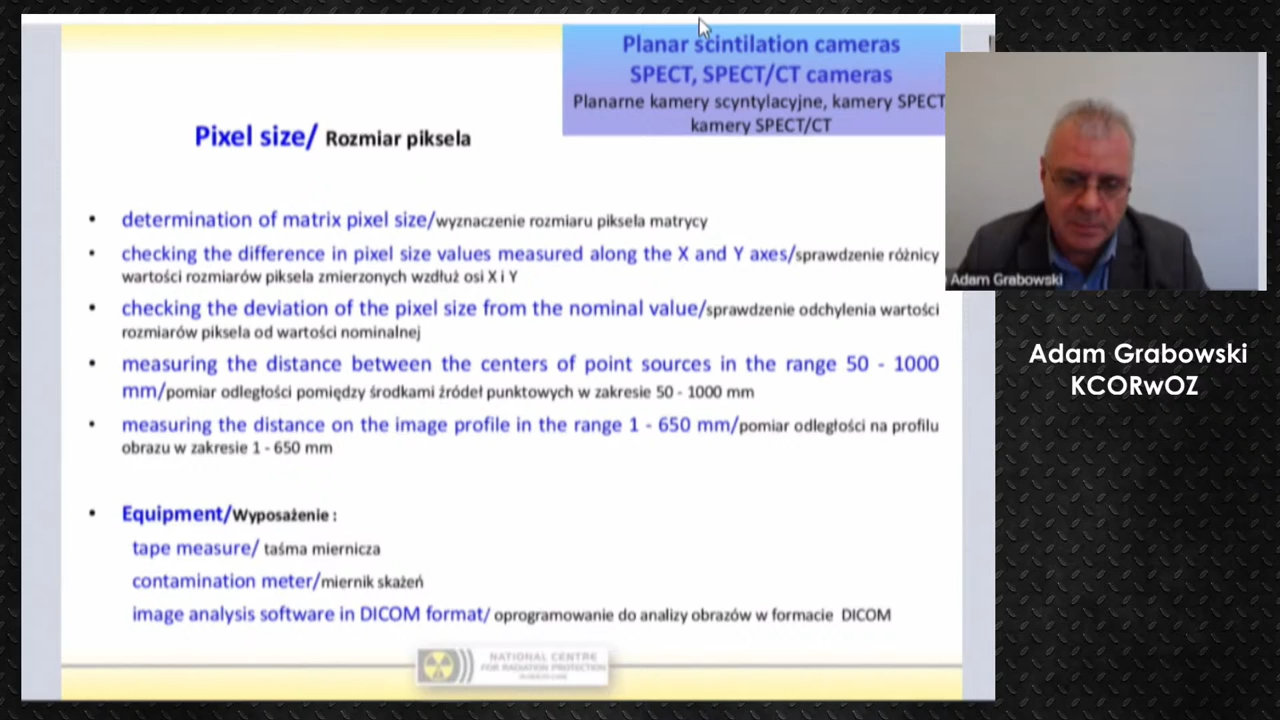 Planar scintilation cameras
SPECT, SPECT/CT cameras
Planarne kamery scyntylacyjne, kamery SPECT
kamery SPECT/CT
Pixel size/ Rozmiar piksela
• determination of matrix pixel size/wyznaczenie rozmiaru piksela matrycy
• checking the difference in pixel size values measured along the X and Y axes/sprawdzenie różnicy
wartości rozmiarów piksela zmierzonych wzdłuż osi X i Y
• checking the deviation of the pixel size from the nominal value/sprawdzenie odchylenia wartości
rozmiarów piksela od wartości nominalnej
• measuring the distance between the centers of point sources in the range 50 - 1000
mm/pomiar odległości pomiędzy środkami źródeł punktowych w zakresie 50 - 1000 mm
• measuring the distance on the image profile in the range 1 - 650 mm/pomiar odległości na profilu
obrazu w zakresie 1 - 650 mm
• Equipment/Wyposażenie :
tape measure/ taśma miernicza
contamination meter/miernik skażeń
image analysis software in DICOM format/ oprogramowanie do analizy obrazów w formacie DICOM
NATIONAL CENTRE
FOR RADIATION PROTECTION
Adam Grabowski
Adam Grabowski
KCORwOZ